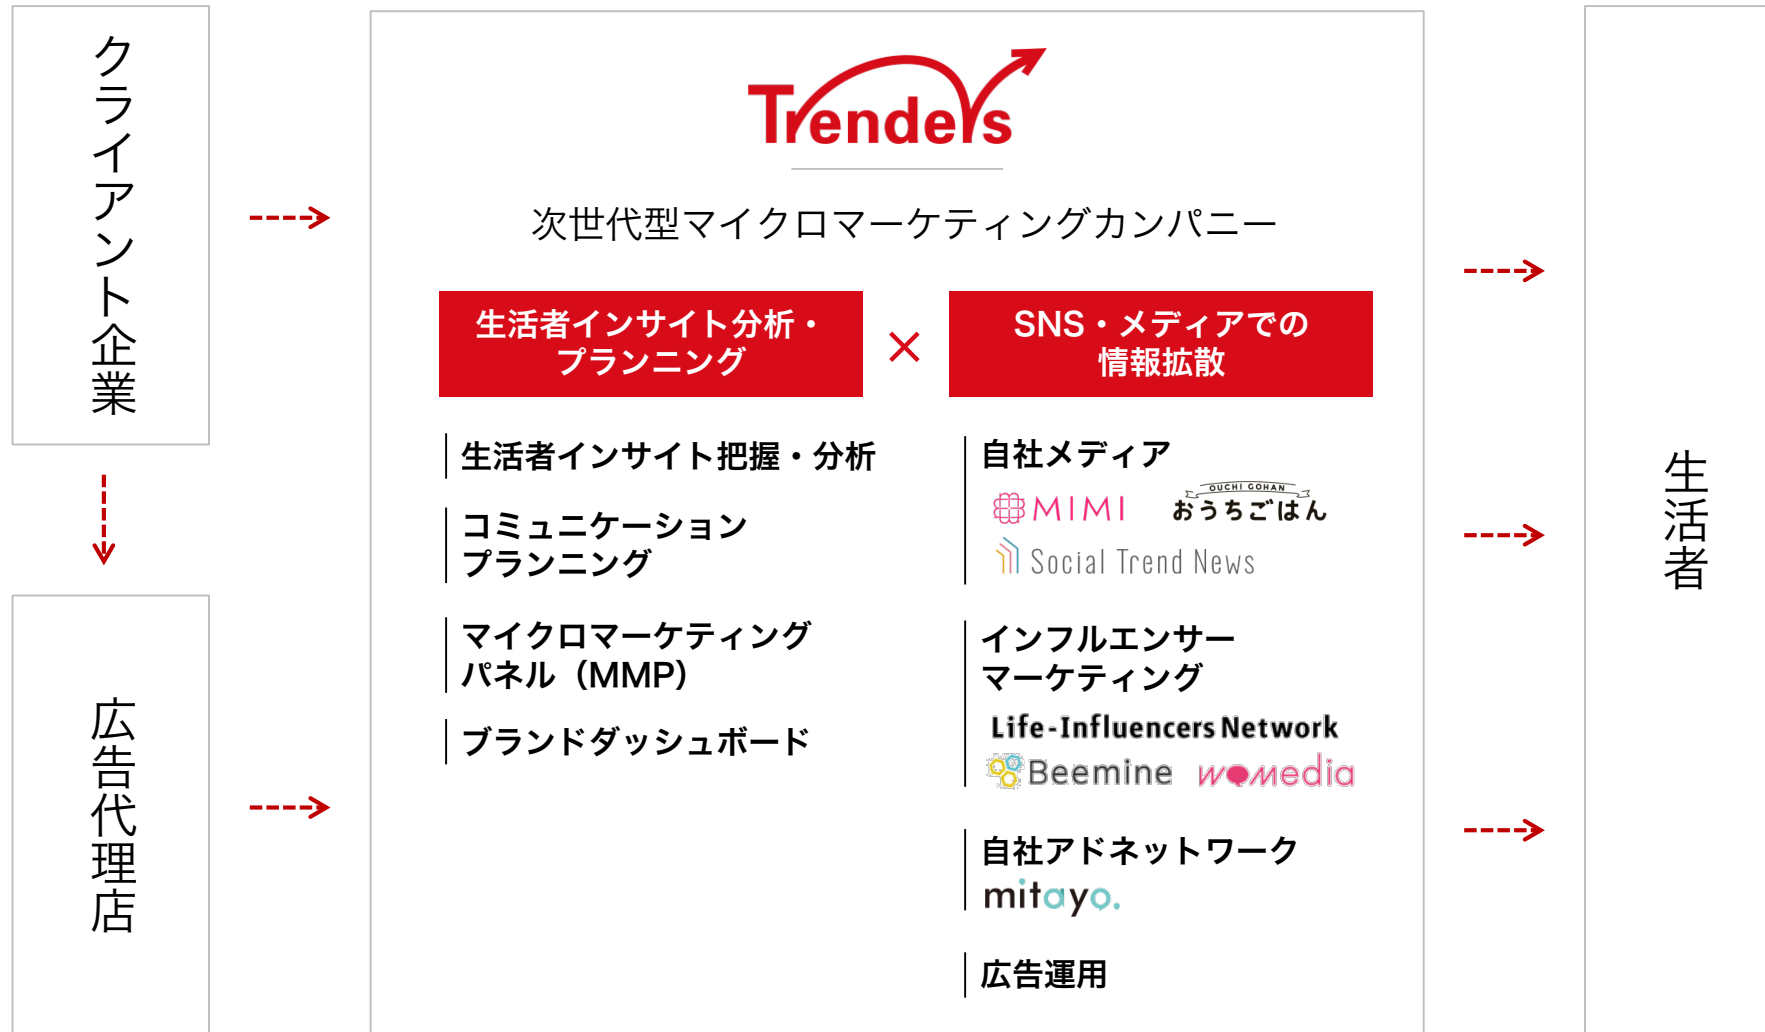 クライアント企業
広告代理店
Trenders
次世代型マイクロマーケティングカンパニー
生活者インサイト分析・
プランニング
×
SNS・メディアでの
情報拡散
生活者インサイト把握・分析
コミュニケーション
プランニング
マイクロマーケティング
パネル（MMP）
ブランドダッシュボード
自社メディア
MIMI
OUCHI GOHAN
おうちごはん
Social Trend News
インフルエンサー
マーケティング
Life-Influencers Network
Beemine
womedia
自社アドネットワーク
mitayo.
広告運用
生活者